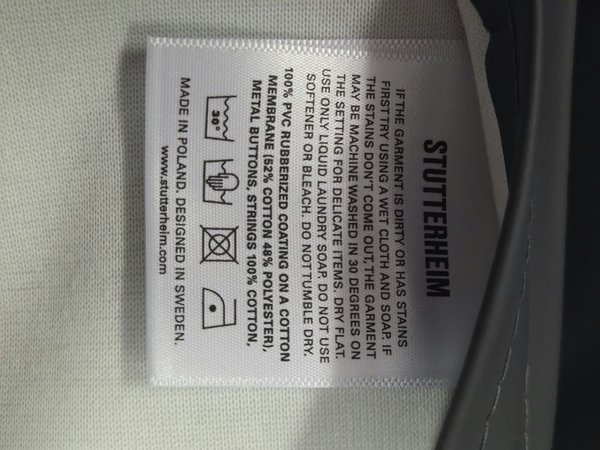 STUTTERHEIM
IF THE GARMENT IS DIRTY OR HAS STAINS
FIRST TRY USING A WET CLOTH AND SOAP. IF
THE STAINS DON'T COME OUT, THE GARMENT
MAY BE MACHINE WASHED IN 30 DEGREES ON
THE SETTING FOR DELICATE ITEMS. DRY FLAT.
USE ONLY LIQUID LAUNDRY SOAP. DO NOT USE
SOFTENER OR BLEACH. DO NOT TUMBLE DRY.
100% PVC RUBBERIZED COATING ON A COTTON
MEMBRANE (52% COTTON 48% POLYESTER),
METAL BUTTONS, STRINGS 100% COTTON,
30°
MADE IN POLAND. DESIGNED IN SWEDEN.
www.stutterheim.com